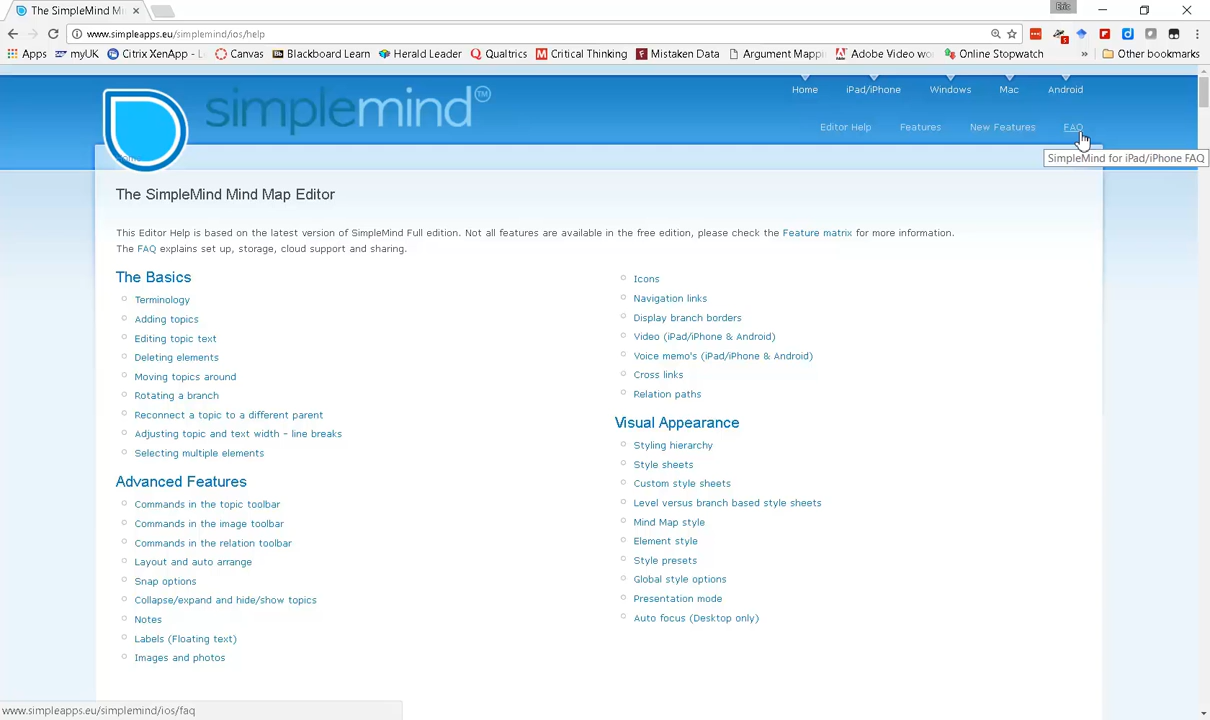 Eric
The SimpleMind Mind M
www.simpleapps.eu/simplemind/ios/help
Apps
myUK
Citrix XenApp - Log
Canvas
Blackboard Learn
Herald Leader
Qualtrics
Critical Thinking
Mistaken Data
Argument Mappi
Adobe Video wo
Online Stopwatch
»
Other bookmarks
simplemind™
Home
iPad/iPhone
Windows
Mac
Android
Editor Help
Features
New Features
FAQ
SimpleMind for iPad/iPhone FAQ
The SimpleMind Mind Map Editor
This Editor Help is based on the latest version of SimpleMind Full edition. Not all features are available in the free edition, please check the Feature matrix for more information.
The FAQ explains set up, storage, cloud support and sharing.
The Basics
Terminology
Adding topics
Editing topic text
Deleting elements
Moving topics around
Rotating a branch
Reconnect a topic to a different parent
Adjusting topic and text width - line breaks
Selecting multiple elements
Advanced Features
Commands in the topic toolbar
Commands in the image toolbar
Commands in the relation toolbar
Layout and auto arrange
Snap options
Collapse/expand and hide/show topics
Notes
Labels (Floating text)
Images and photos
Icons
Navigation links
Display branch borders
Video (iPad/iPhone & Android)
Voice memo's (iPad/iPhone & Android)
Cross links
Relation paths
Visual Appearance
Styling hierarchy
Style sheets
Custom style sheets
Level versus branch based style sheets
Mind Map style
Element style
Style presets
Global style options
Presentation mode
Auto focus (Desktop only)
www.simpleapps.eu/simplemind/ios/faq